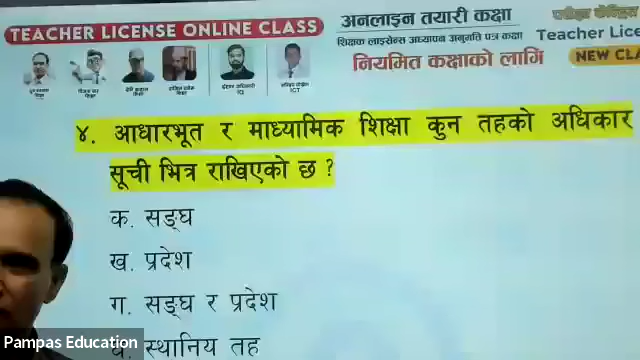 TEACHER LICENSE ONLINE CLASS
अनलाइन तयारी कक्षा
शिक्षक लाइसेन्स अध्यापन अनुमति पत्र कक्षा
नियमित कक्षाको लागि
Teacher Lice
NEW CLA
४. आधारभूत र माध्यामिक शिक्षा कुन तहको अधिकार
सूची भित्र राखिएको छ ?
क. सङ्घ
ख. प्रदेश
ग. सङ्घ र प्रदेश
घ. स्थानिय तह
Pampas Education